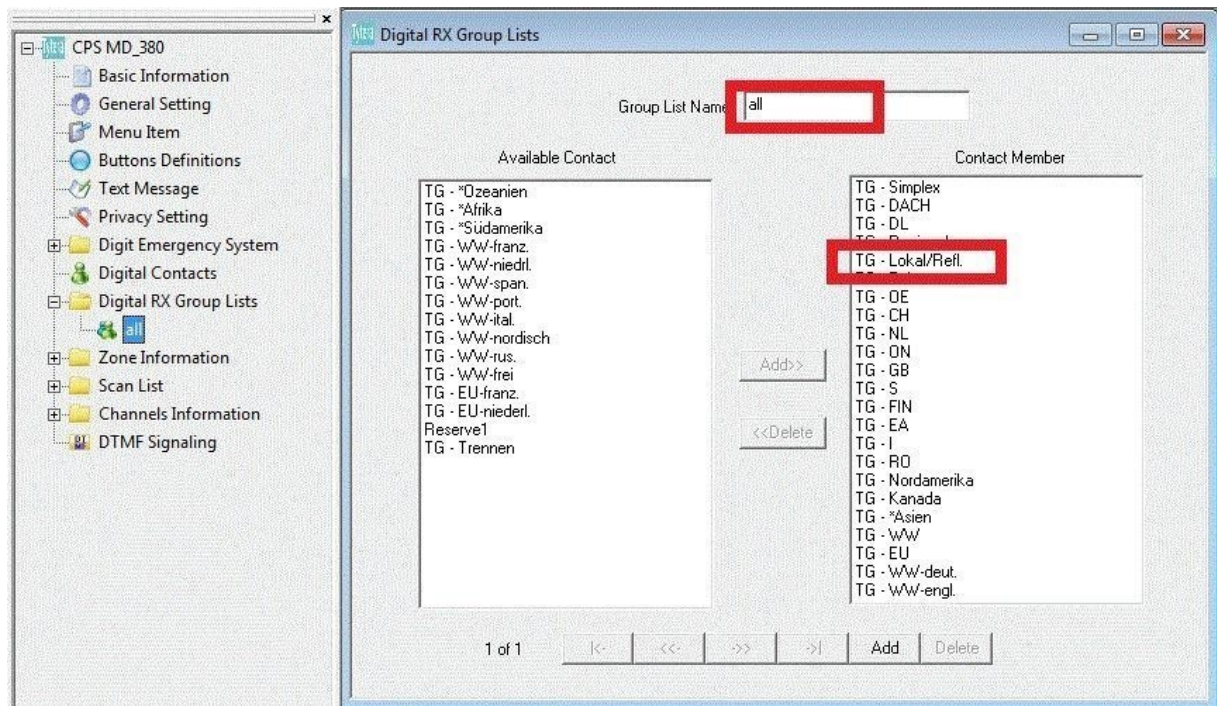 CPS MD_380
Basic Information
General Setting
Menu Item
Buttons Definitions
Text Message
Privacy Setting
Digit Emergency System
Digital Contacts
Digital RX Group Lists
all
Zone Information
Scan List
Channels Information
DTMF Signaling
Digital RX Group Lists
Group List Name all
Available Contact
TG - *Ozeanien
TG - *Afrika
TG - *Südamerika
TG - WW-franz.
TG - WW-niedrl.
TG - WW-span.
TG - WW-port.
TG - WW-ital.
TG - WW-nordisch
TG - WW-rus.
TG - WW-frei
TG - EU-franz.
TG - EU-niederl.
Reserve1
TG - Trennen
Add>>
<<Delete
Contact Member
TG - Simplex
TG - DACH
TG - DL
TG - Lokal/Refl.
TG - OE
TG - CH
TG - NL
TG - ON
TG - GB
TG - S
TG - FIN
TG - EA
TG - I
TG - RO
TG - Nordamerika
TG - Kanada
TG - *Asien
TG - WW
TG - EU
TG - WW-deut.
TG - WW-engl.
1 of 1 |<- <<- ->> ->| Add Delete